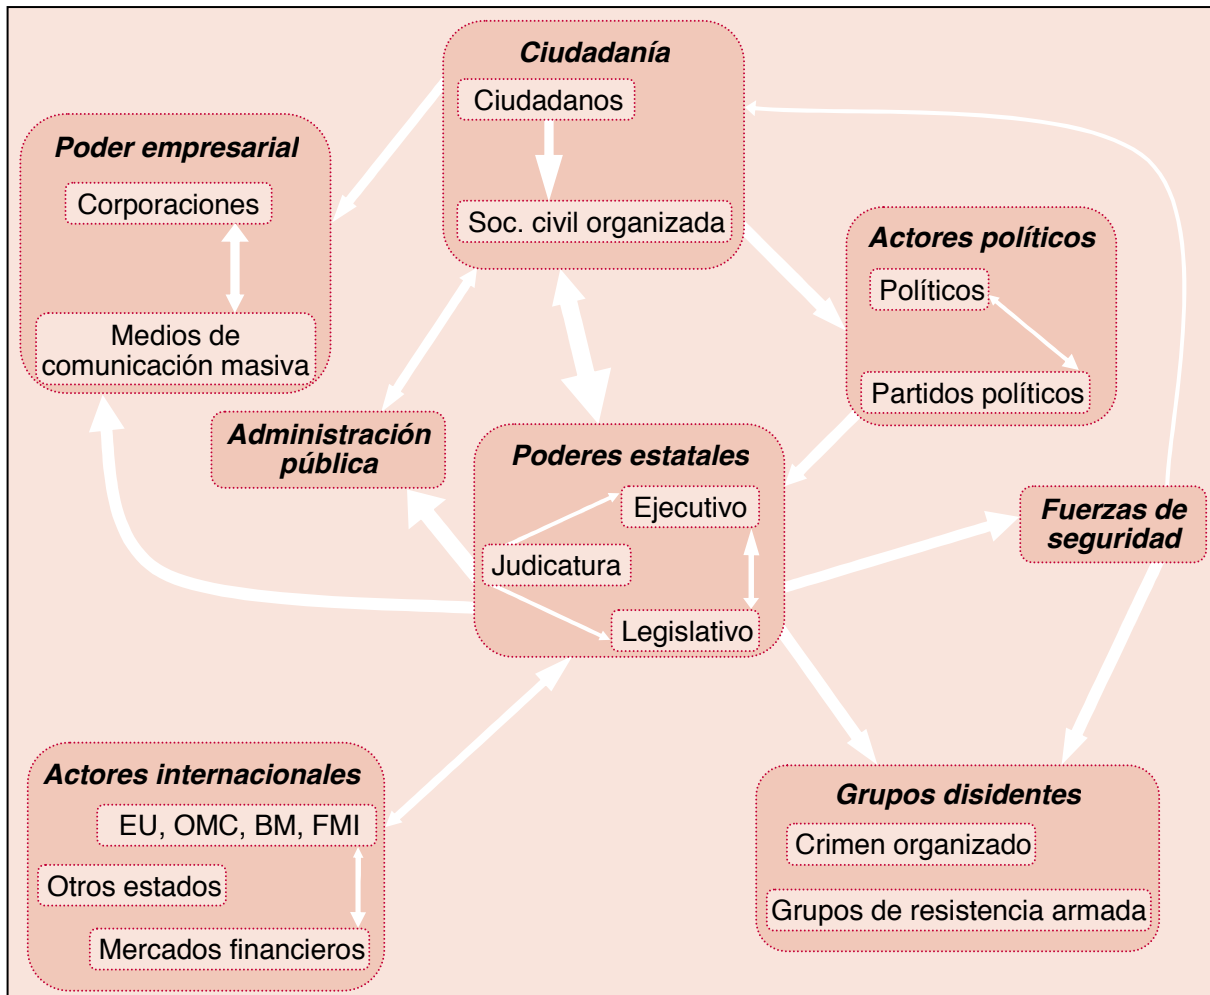 Ciudadanía
Ciudadanos
Soc. civil organizada
Poder empresarial
Corporaciones
Medios de
comunicación masiva
Actores políticos
Políticos
Partidos políticos
Administración
pública
Poderes estatales
Ejecutivo
Judicatura
Legislativo
Fuerzas de
seguridad
Actores internacionales
EU, OMC, BM, FMI
Otros estados
Mercados financieros
Grupos disidentes
Crimen organizado
Grupos de resistencia armada